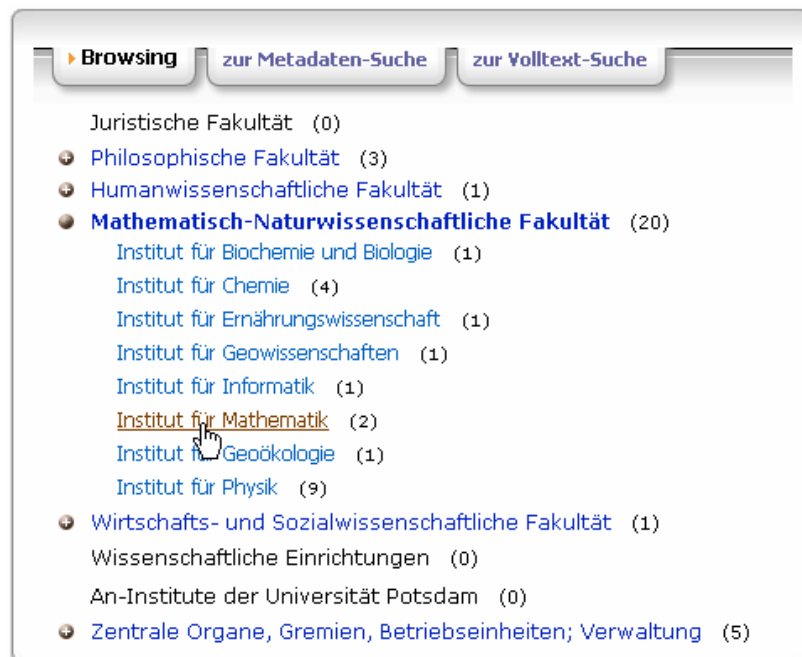 Browsing zur Metadaten-Suche zur Volltext-Suche
Juristische Fakultät (0)
Philosophische Fakultät (3)
Humanwissenschaftliche Fakultät (1)
Mathematisch-Naturwissenschaftliche Fakultät (20)
Institut für Biochemie und Biologie (1)
Institut für Chemie (4)
Institut für Ernährungswissenschaft (1)
Institut für Geowissenschaften (1)
Institut für Informatik (1)
Institut für Mathematik (2)
Institut für Geoökologie (1)
Institut für Physik (9)
Wirtschafts- und Sozialwissenschaftliche Fakultät (1)
Wissenschaftliche Einrichtungen (0)
An-Institute der Universität Potsdam (0)
Zentrale Organe, Gremien, Betriebseinheiten; Verwaltung (5)